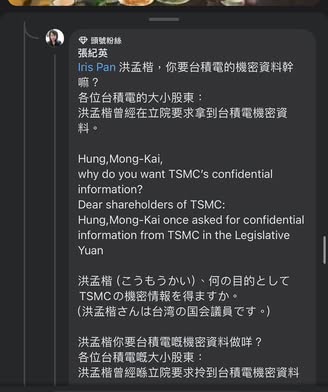 頭號粉絲
張紀英
Iris Pan 洪孟楷，你要台積電的機密資料幹
嘛？
各位台積電的大小股東：
洪孟楷曾經在立院要求拿到台積電機密資
料。
Hung,Mong-Kai,
why do you want TSMC's confidential
information?
Dear shareholders of TSMC:
Hung,Mong-Kai once asked for confidential
information from TSMC in the Legislative
Yuan
洪孟楷 (こうもうかい) 、何の目的として
TSMCの機密情報を得ますか。
(洪孟楷さんは台湾の国会議員です。)
洪孟楷你要台積電嘅機密資料做咩？
各位台積電嘅大小股東：
洪孟楷曾經喺立院要求拎到台積電機密資料